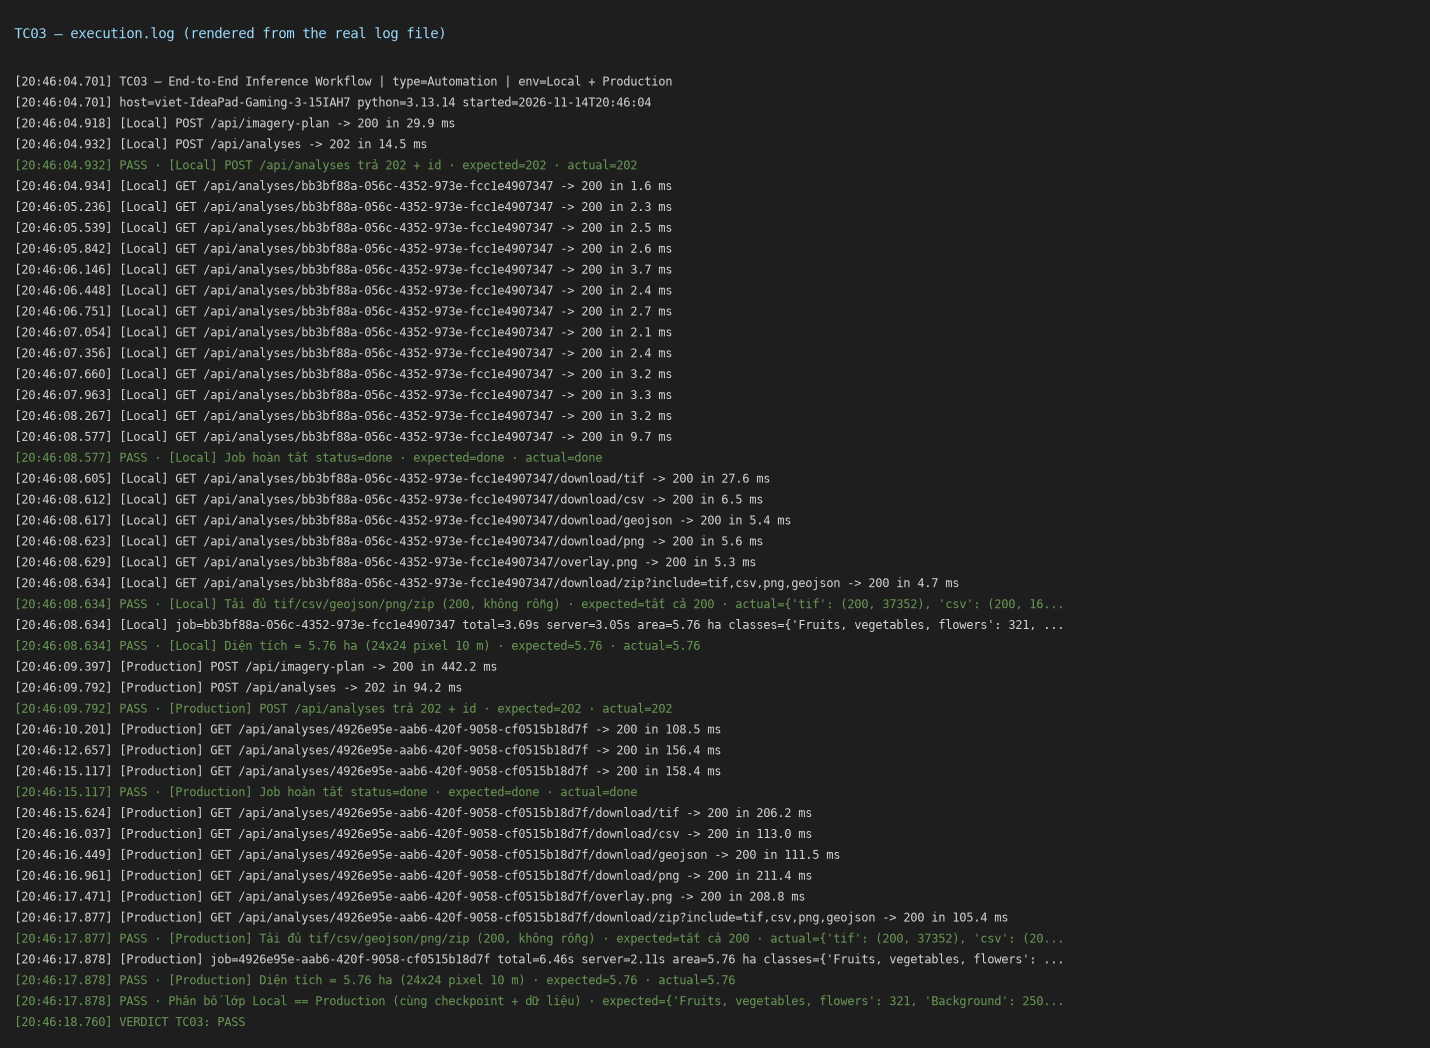 TC03 — execution.log (rendered from the real log file)
[20:46:04.701] TC03 — End-to-End Inference Workflow | type=Automation | env=Local + Production
[20:46:04.701] host=viet-IdeaPad-Gaming-3-15IAH7 python=3.13.14 started=2026-11-14T20:46:04
[20:46:04.918] [Local] POST /api/imagery-plan -> 200 in 29.9 ms
[20:46:04.932] [Local] POST /api/analyses -> 202 in 14.5 ms
[20:46:04.932] PASS · [Local] POST /api/analyses trả 202 + id · expected=202 · actual=202
[20:46:04.934] [Local] GET /api/analyses/bb3bf88a-056c-4352-973e-fcc1e4907347 -> 200 in 1.6 ms
[20:46:05.236] [Local] GET /api/analyses/bb3bf88a-056c-4352-973e-fcc1e4907347 -> 200 in 2.3 ms
[20:46:05.539] [Local] GET /api/analyses/bb3bf88a-056c-4352-973e-fcc1e4907347 -> 200 in 2.5 ms
[20:46:05.842] [Local] GET /api/analyses/bb3bf88a-056c-4352-973e-fcc1e4907347 -> 200 in 2.6 ms
[20:46:06.146] [Local] GET /api/analyses/bb3bf88a-056c-4352-973e-fcc1e4907347 -> 200 in 3.7 ms
[20:46:06.448] [Local] GET /api/analyses/bb3bf88a-056c-4352-973e-fcc1e4907347 -> 200 in 2.4 ms
[20:46:06.751] [Local] GET /api/analyses/bb3bf88a-056c-4352-973e-fcc1e4907347 -> 200 in 2.7 ms
[20:46:07.054] [Local] GET /api/analyses/bb3bf88a-056c-4352-973e-fcc1e4907347 -> 200 in 2.1 ms
[20:46:07.356] [Local] GET /api/analyses/bb3bf88a-056c-4352-973e-fcc1e4907347 -> 200 in 2.4 ms
[20:46:07.660] [Local] GET /api/analyses/bb3bf88a-056c-4352-973e-fcc1e4907347 -> 200 in 3.2 ms
[20:46:07.963] [Local] GET /api/analyses/bb3bf88a-056c-4352-973e-fcc1e4907347 -> 200 in 3.3 ms
[20:46:08.267] [Local] GET /api/analyses/bb3bf88a-056c-4352-973e-fcc1e4907347 -> 200 in 3.2 ms
[20:46:08.577] [Local] GET /api/analyses/bb3bf88a-056c-4352-973e-fcc1e4907347 -> 200 in 9.7 ms
[20:46:08.577] PASS · [Local] Job hoàn tất status=done · expected=done · actual=done
[20:46:08.605] [Local] GET /api/analyses/bb3bf88a-056c-4352-973e-fcc1e4907347/download/tif -> 200 in 27.6 ms
[20:46:08.612] [Local] GET /api/analyses/bb3bf88a-056c-4352-973e-fcc1e4907347/download/csv -> 200 in 6.5 ms
[20:46:08.617] [Local] GET /api/analyses/bb3bf88a-056c-4352-973e-fcc1e4907347/download/geojson -> 200 in 5.4 ms
[20:46:08.623] [Local] GET /api/analyses/bb3bf88a-056c-4352-973e-fcc1e4907347/download/png -> 200 in 5.6 ms
[20:46:08.629] [Local] GET /api/analyses/bb3bf88a-056c-4352-973e-fcc1e4907347/overlay.png -> 200 in 5.3 ms
[20:46:08.634] [Local] GET /api/analyses/bb3bf88a-056c-4352-973e-fcc1e4907347/download/zip?include=tif,csv,png,geojson -> 200 in 4.7 ms
[20:46:08.634] PASS · [Local] Tải đủ tif/csv/geojson/png/zip (200, không rỗng) · expected=tất cả 200 · actual={'tif': (200, 37352), 'csv': (200, 16...
[20:46:08.634] [Local] job=bb3bf88a-056c-4352-973e-fcc1e4907347 total=3.69s server=3.05s area=5.76 ha classes={'Fruits, vegetables, flowers': 321, ...
[20:46:08.634] PASS · [Local] Diện tích = 5.76 ha (24x24 pixel 10 m) · expected=5.76 · actual=5.76
[20:46:09.397] [Production] POST /api/imagery-plan -> 200 in 442.2 ms
[20:46:09.792] [Production] POST /api/analyses -> 202 in 94.2 ms
[20:46:09.792] PASS · [Production] POST /api/analyses trả 202 + id · expected=202 · actual=202
[20:46:10.201] [Production] GET /api/analyses/4926e95e-aab6-420f-9058-cf0515b18d7f -> 200 in 108.5 ms
[20:46:12.657] [Production] GET /api/analyses/4926e95e-aab6-420f-9058-cf0515b18d7f -> 200 in 156.4 ms
[20:46:15.117] [Production] GET /api/analyses/4926e95e-aab6-420f-9058-cf0515b18d7f -> 200 in 158.4 ms
[20:46:15.117] PASS · [Production] Job hoàn tất status=done · expected=done · actual=done
[20:46:15.624] [Production] GET /api/analyses/4926e95e-aab6-420f-9058-cf0515b18d7f/download/tif -> 200 in 206.2 ms
[20:46:16.037] [Production] GET /api/analyses/4926e95e-aab6-420f-9058-cf0515b18d7f/download/csv -> 200 in 113.0 ms
[20:46:16.449] [Production] GET /api/analyses/4926e95e-aab6-420f-9058-cf0515b18d7f/download/geojson -> 200 in 111.5 ms
[20:46:16.961] [Production] GET /api/analyses/4926e95e-aab6-420f-9058-cf0515b18d7f/download/png -> 200 in 211.4 ms
[20:46:17.471] [Production] GET /api/analyses/4926e95e-aab6-420f-9058-cf0515b18d7f/overlay.png -> 200 in 208.8 ms
[20:46:17.877] [Production] GET /api/analyses/4926e95e-aab6-420f-9058-cf0515b18d7f/download/zip?include=tif,csv,png,geojson -> 200 in 105.4 ms
[20:46:17.877] PASS · [Production] Tải đủ tif/csv/geojson/png/zip (200, không rỗng) · expected=tất cả 200 · actual={'tif': (200, 37352), 'csv': (20...
[20:46:17.878] [Production] job=4926e95e-aab6-420f-9058-cf0515b18d7f total=6.46s server=2.11s area=5.76 ha classes={'Fruits, vegetables, flowers': ...
[20:46:17.878] PASS · [Production] Diện tích = 5.76 ha (24x24 pixel 10 m) · expected=5.76 · actual=5.76
[20:46:17.878] PASS · Phân bố lớp Local == Production (cùng checkpoint + dữ liệu) · expected={'Fruits, vegetables, flowers': 321, 'Background': 250...
[20:46:18.760] VERDICT TC03: PASS